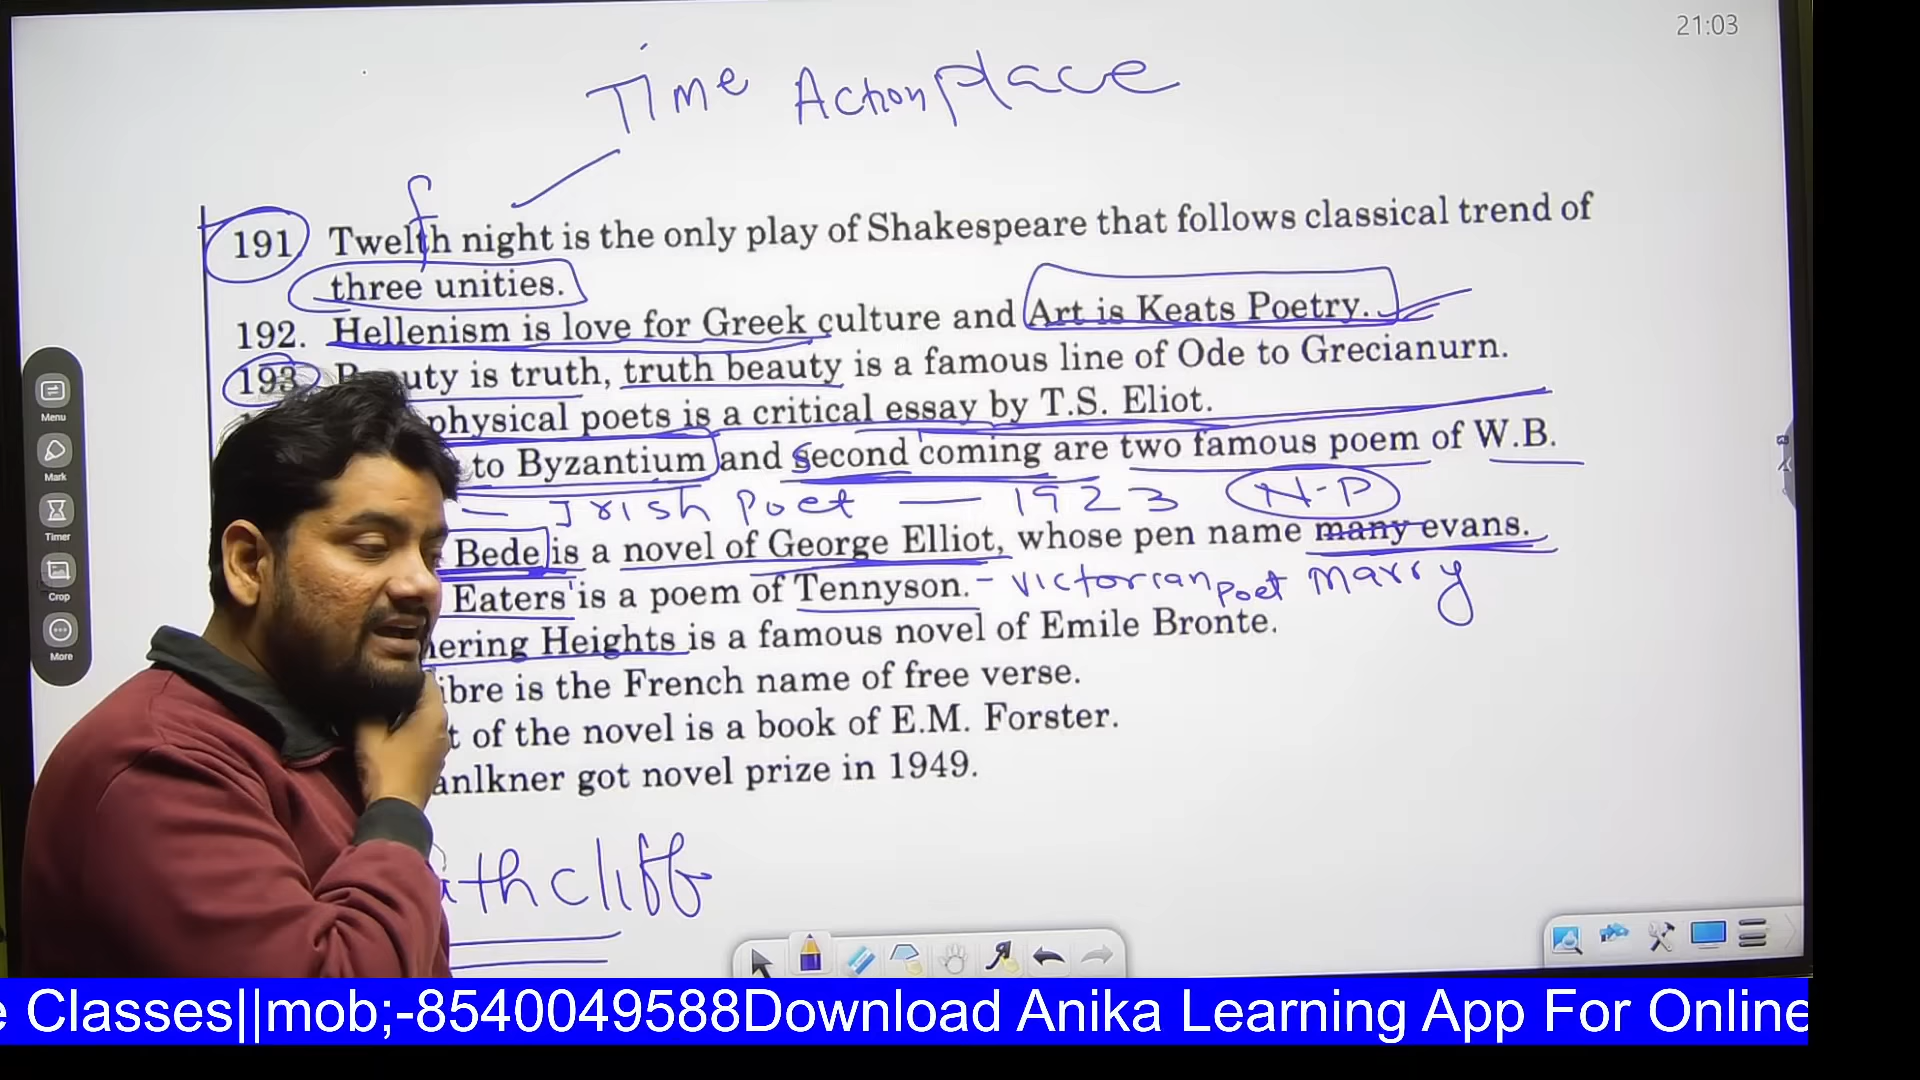 21:03
Time Action place
f
191. Twelth night is the only play of Shakespeare that follows classical trend of
three unities.
192. Hellenism is love for Greek culture and Art is Keats Poetry.
193. uty is truth, truth beauty is a famous line of Ode to Grecianurn.
physical poets is a critical essay by T.S. Eliot.
to Byzantium and second coming are two famous poem of W.B.
— Irish Poet — 1923 N-P
Bede is a novel of George Elliot, whose pen name many evans.
Eaters' is a poem of Tennyson. - Victorian Poet Marry
hering Heights is a famous novel of Emile Bronte.
ibre is the French name of free verse.
t of the novel is a book of E.M. Forster.
anlkner got novel prize in 1949.
athcliff
Menu
Mark
Timer
Crop
More
e Classes||mob;-8540049588Download Anika Learning App For Online